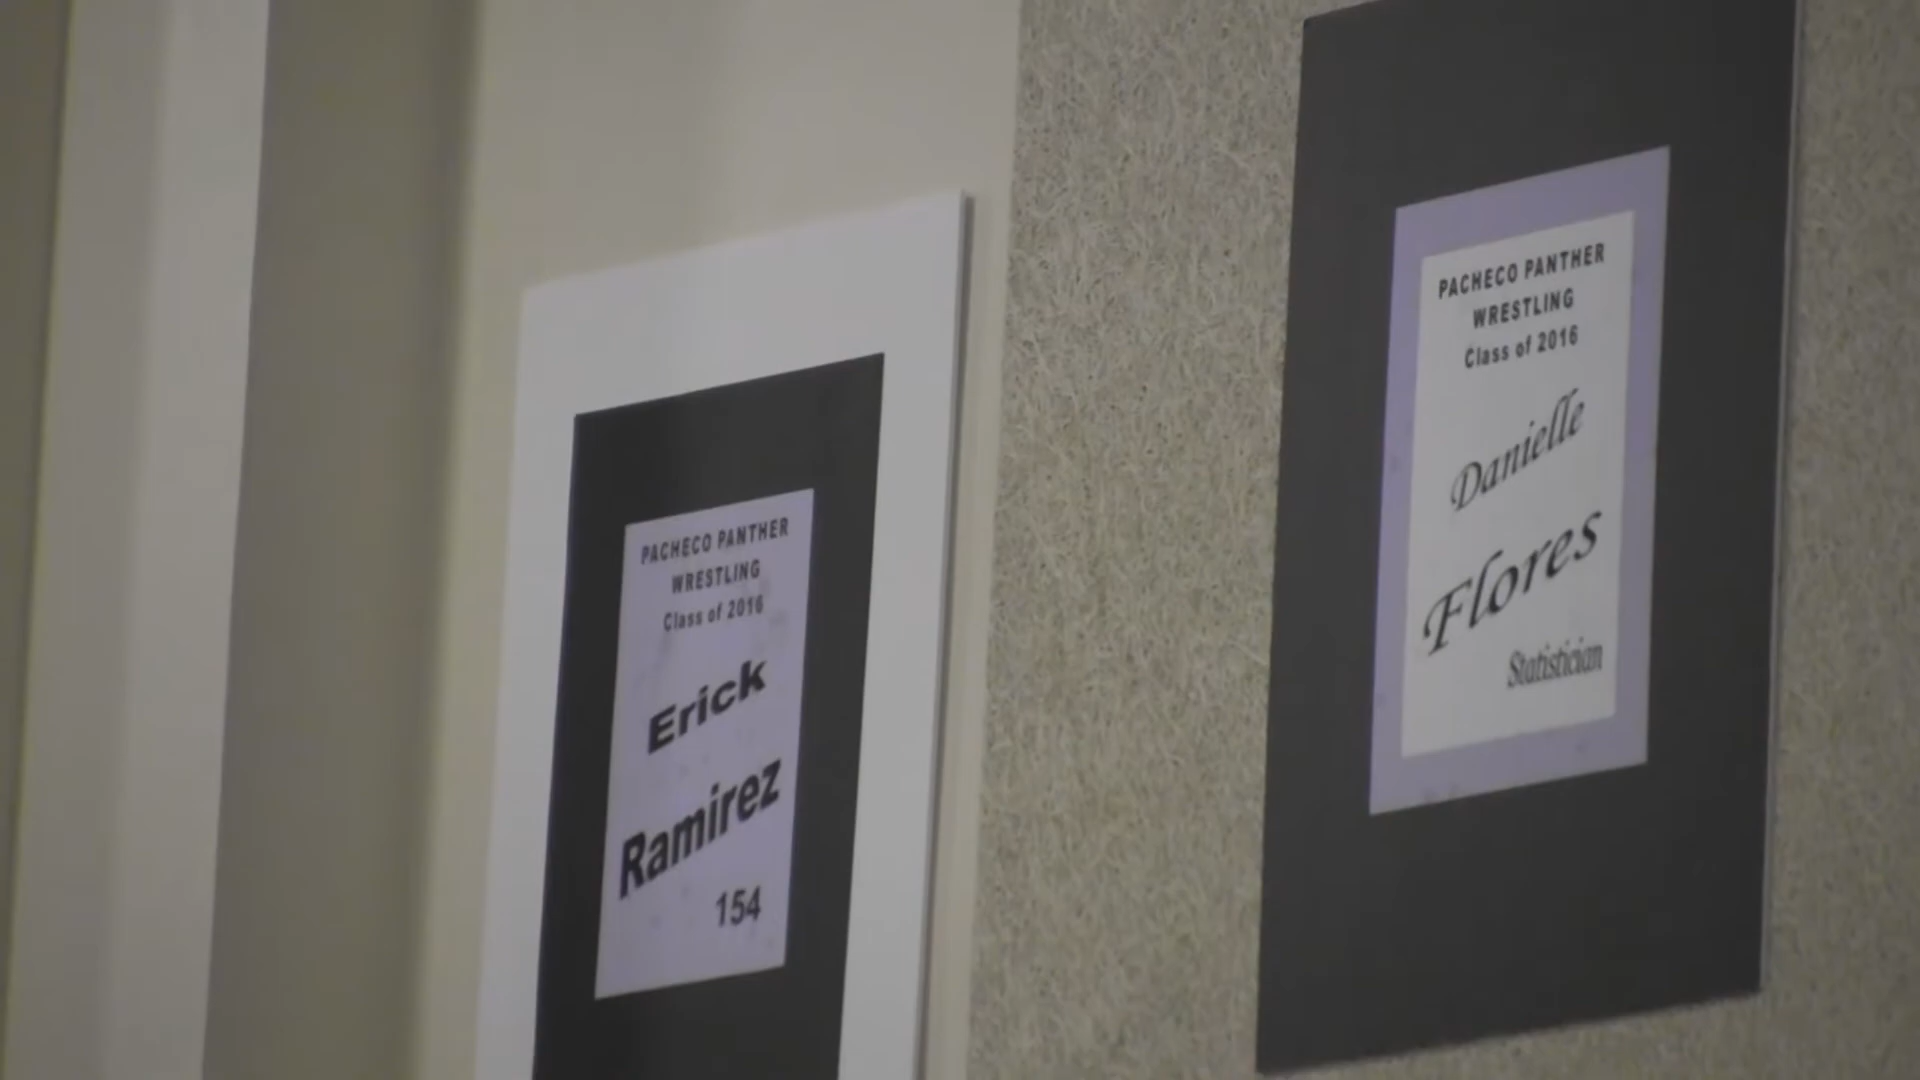 PACHECO PANTHER
WRESTLING
Class of 2016
Erick
Ramirez
154
PACHECO PANTHER
WRESTLING
Class of 2016
Danielle
Flores
Statistician